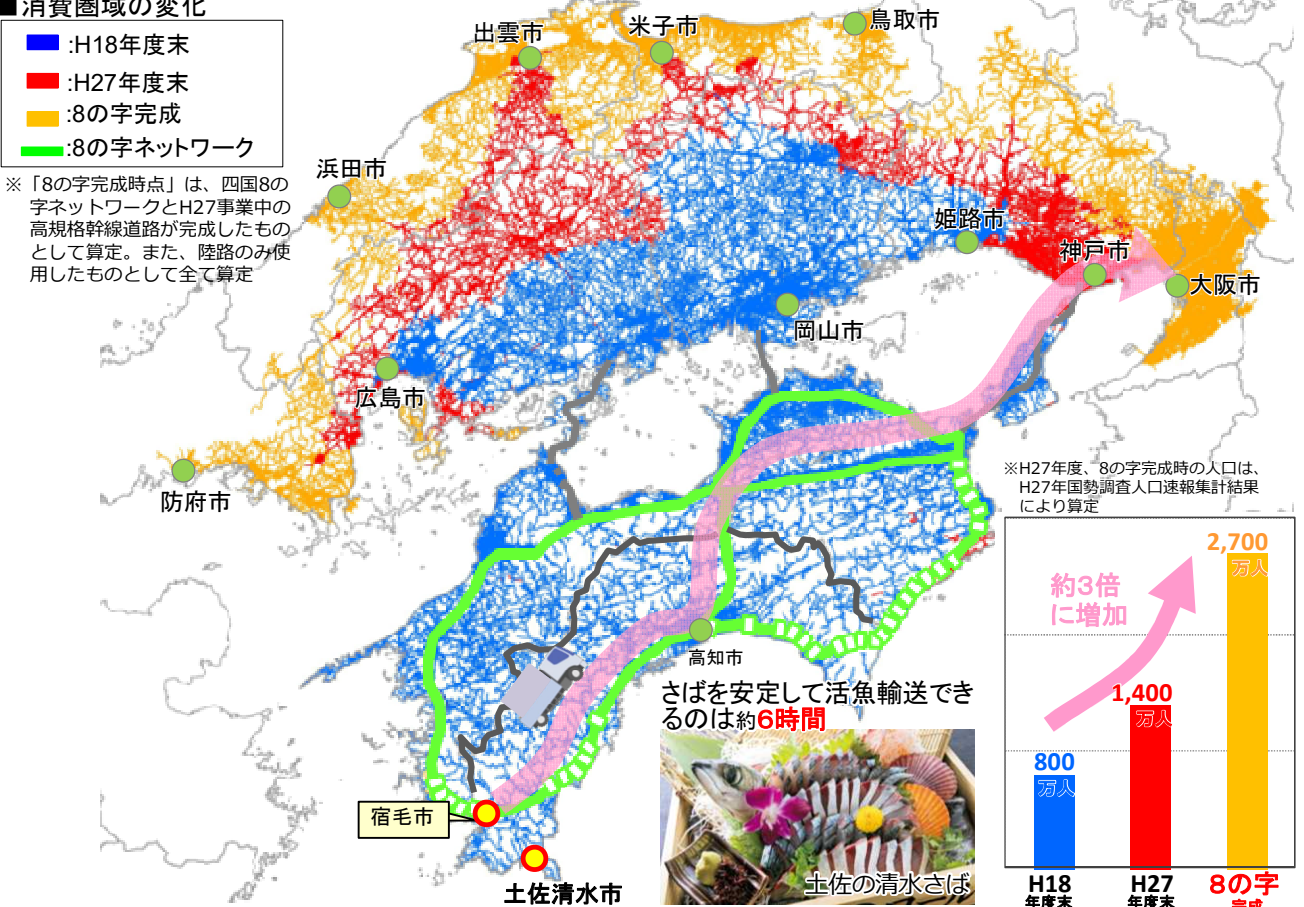 ■消費圏域の変化
:H18年度末
:H27年度末
:8の字完成
:8の字ネットワーク
※「8の字完成時点」は、四国8の
字ネットワークとH27事業中の
高規格幹線道路が完成したもの
として算定。また、陸路のみ使
用したものとして全て算定
出雲市
米子市
鳥取市
浜田市
姫路市
神戸市
大阪市
岡山市
広島市
防府市
高知市
さばを安定して活魚輸送でき
るのは約6時間
宿毛市
土佐清水市
土佐の清水さば
※H27年度、8の字完成時の人口は、
H27年国勢調査人口速報集計結果
により算定
2,700
万人
約3倍
に増加
1,400
万人
800
万人
H18
年度末
H27
年度末
8の字
完成